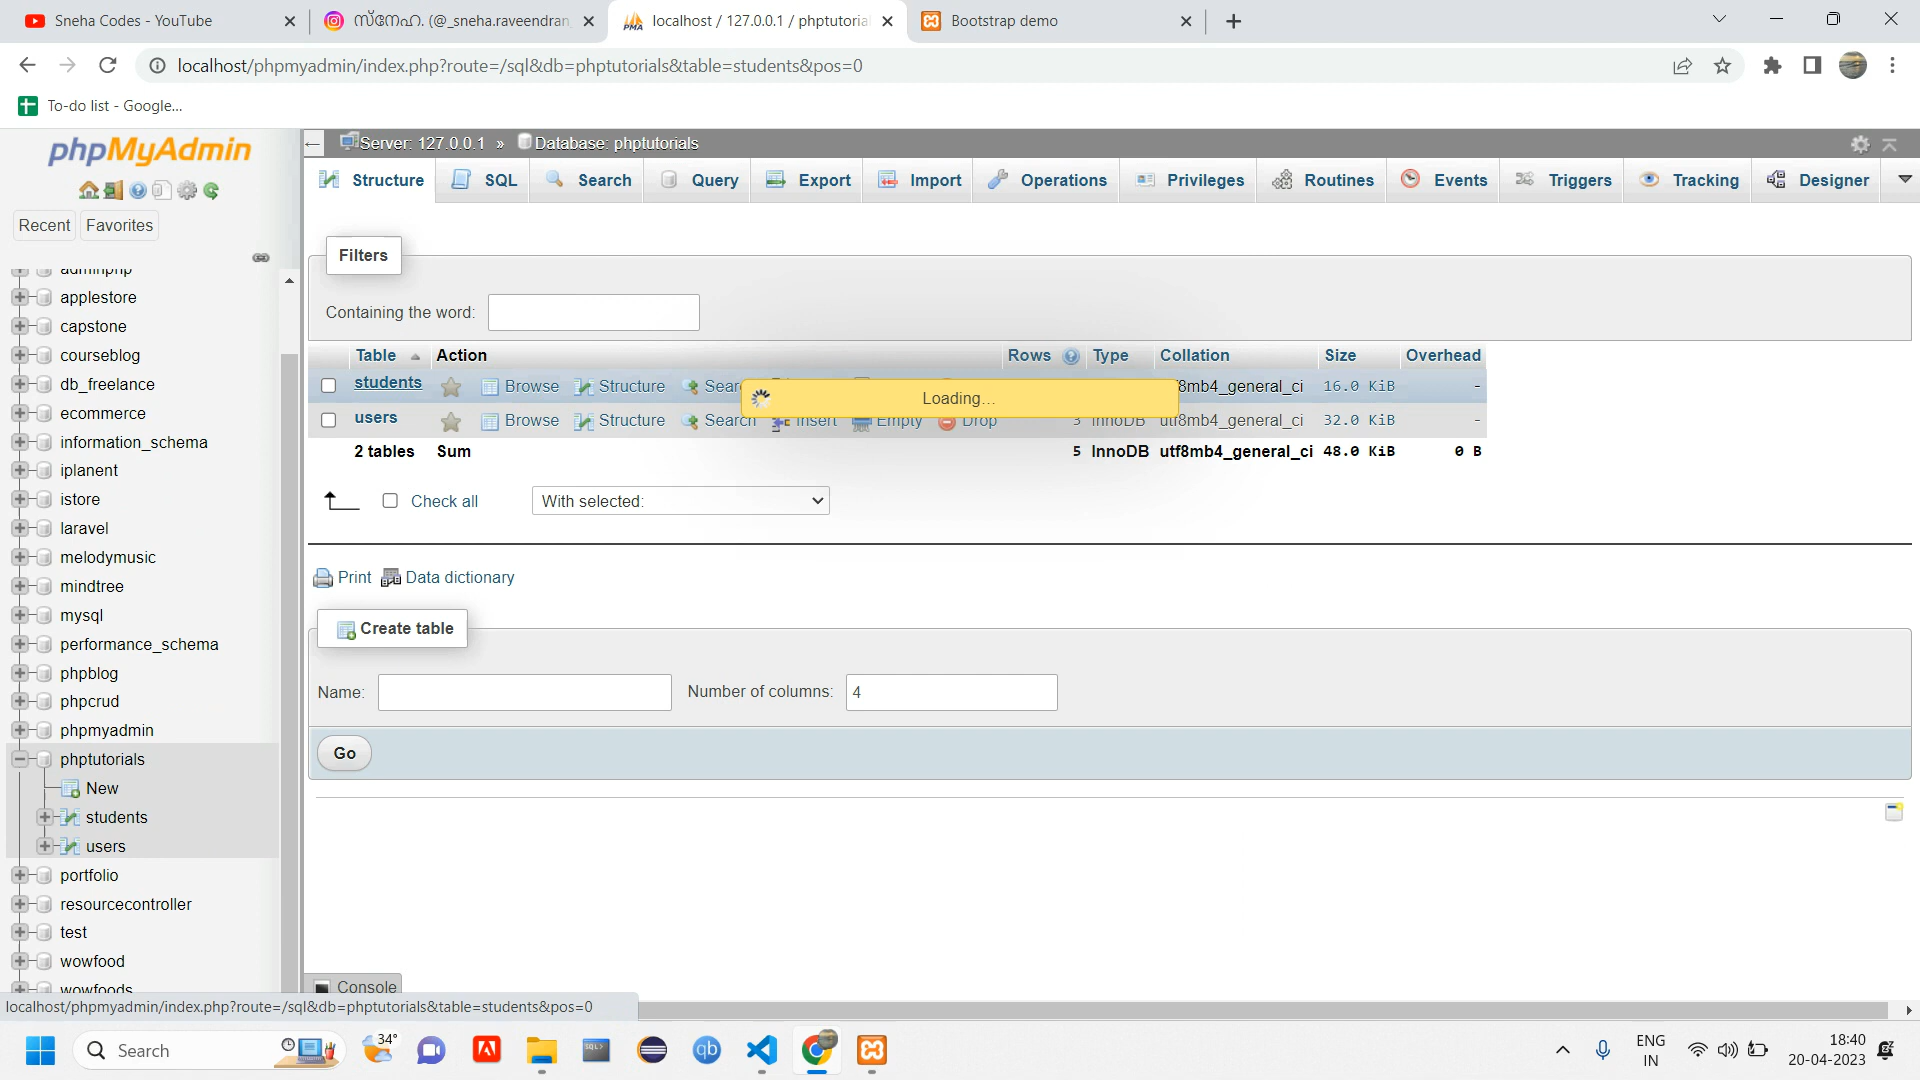 Sneha Codes - YouTube
സ്നേഹ. (@_sneha.raveendran
localhost / 127.0.0.1 / phptutorial
Bootstrap demo
localhost/phpmyadmin/index.php?route=/sql&db=phptutorials&table=students&pos=0
To-do list - Google...
phpMyAdmin
Recent Favorites
adminphp
applestore
capstone
courseblog
db_freelance
ecommerce
information_schema
iplanent
istore
laravel
melodymusic
mindtree
mysql
performance_schema
phpblog
phpcrud
phpmyadmin
phptutorials
New
students
users
portfolio
resourcecontroller
test
wowfood
wowfoods
Server: 127.0.0.1 » Database: phptutorials
Structure SQL Search Query Export Import Operations Privileges Routines Events Triggers Tracking Designer
Filters
Containing the word:
Table Action Rows Type Collation Size Overhead
students Browse Structure Sear utf8mb4_general_ci 16.0 KiB -
Loading...
users Browse Structure Search Insert Empty Drop 3 InnoDB utf8mb4_general_ci 32.0 KiB -
2 tables Sum 5 InnoDB utf8mb4_general_ci 48.0 KiB 0 B
Check all With selected:
Print Data dictionary
Create table
Name: Number of columns: 4
Go
Console
localhost/phpmyadmin/index.php?route=/sql&db=phptutorials&table=students&pos=0
Search
34°
ENG
IN
18:40
20-04-2023